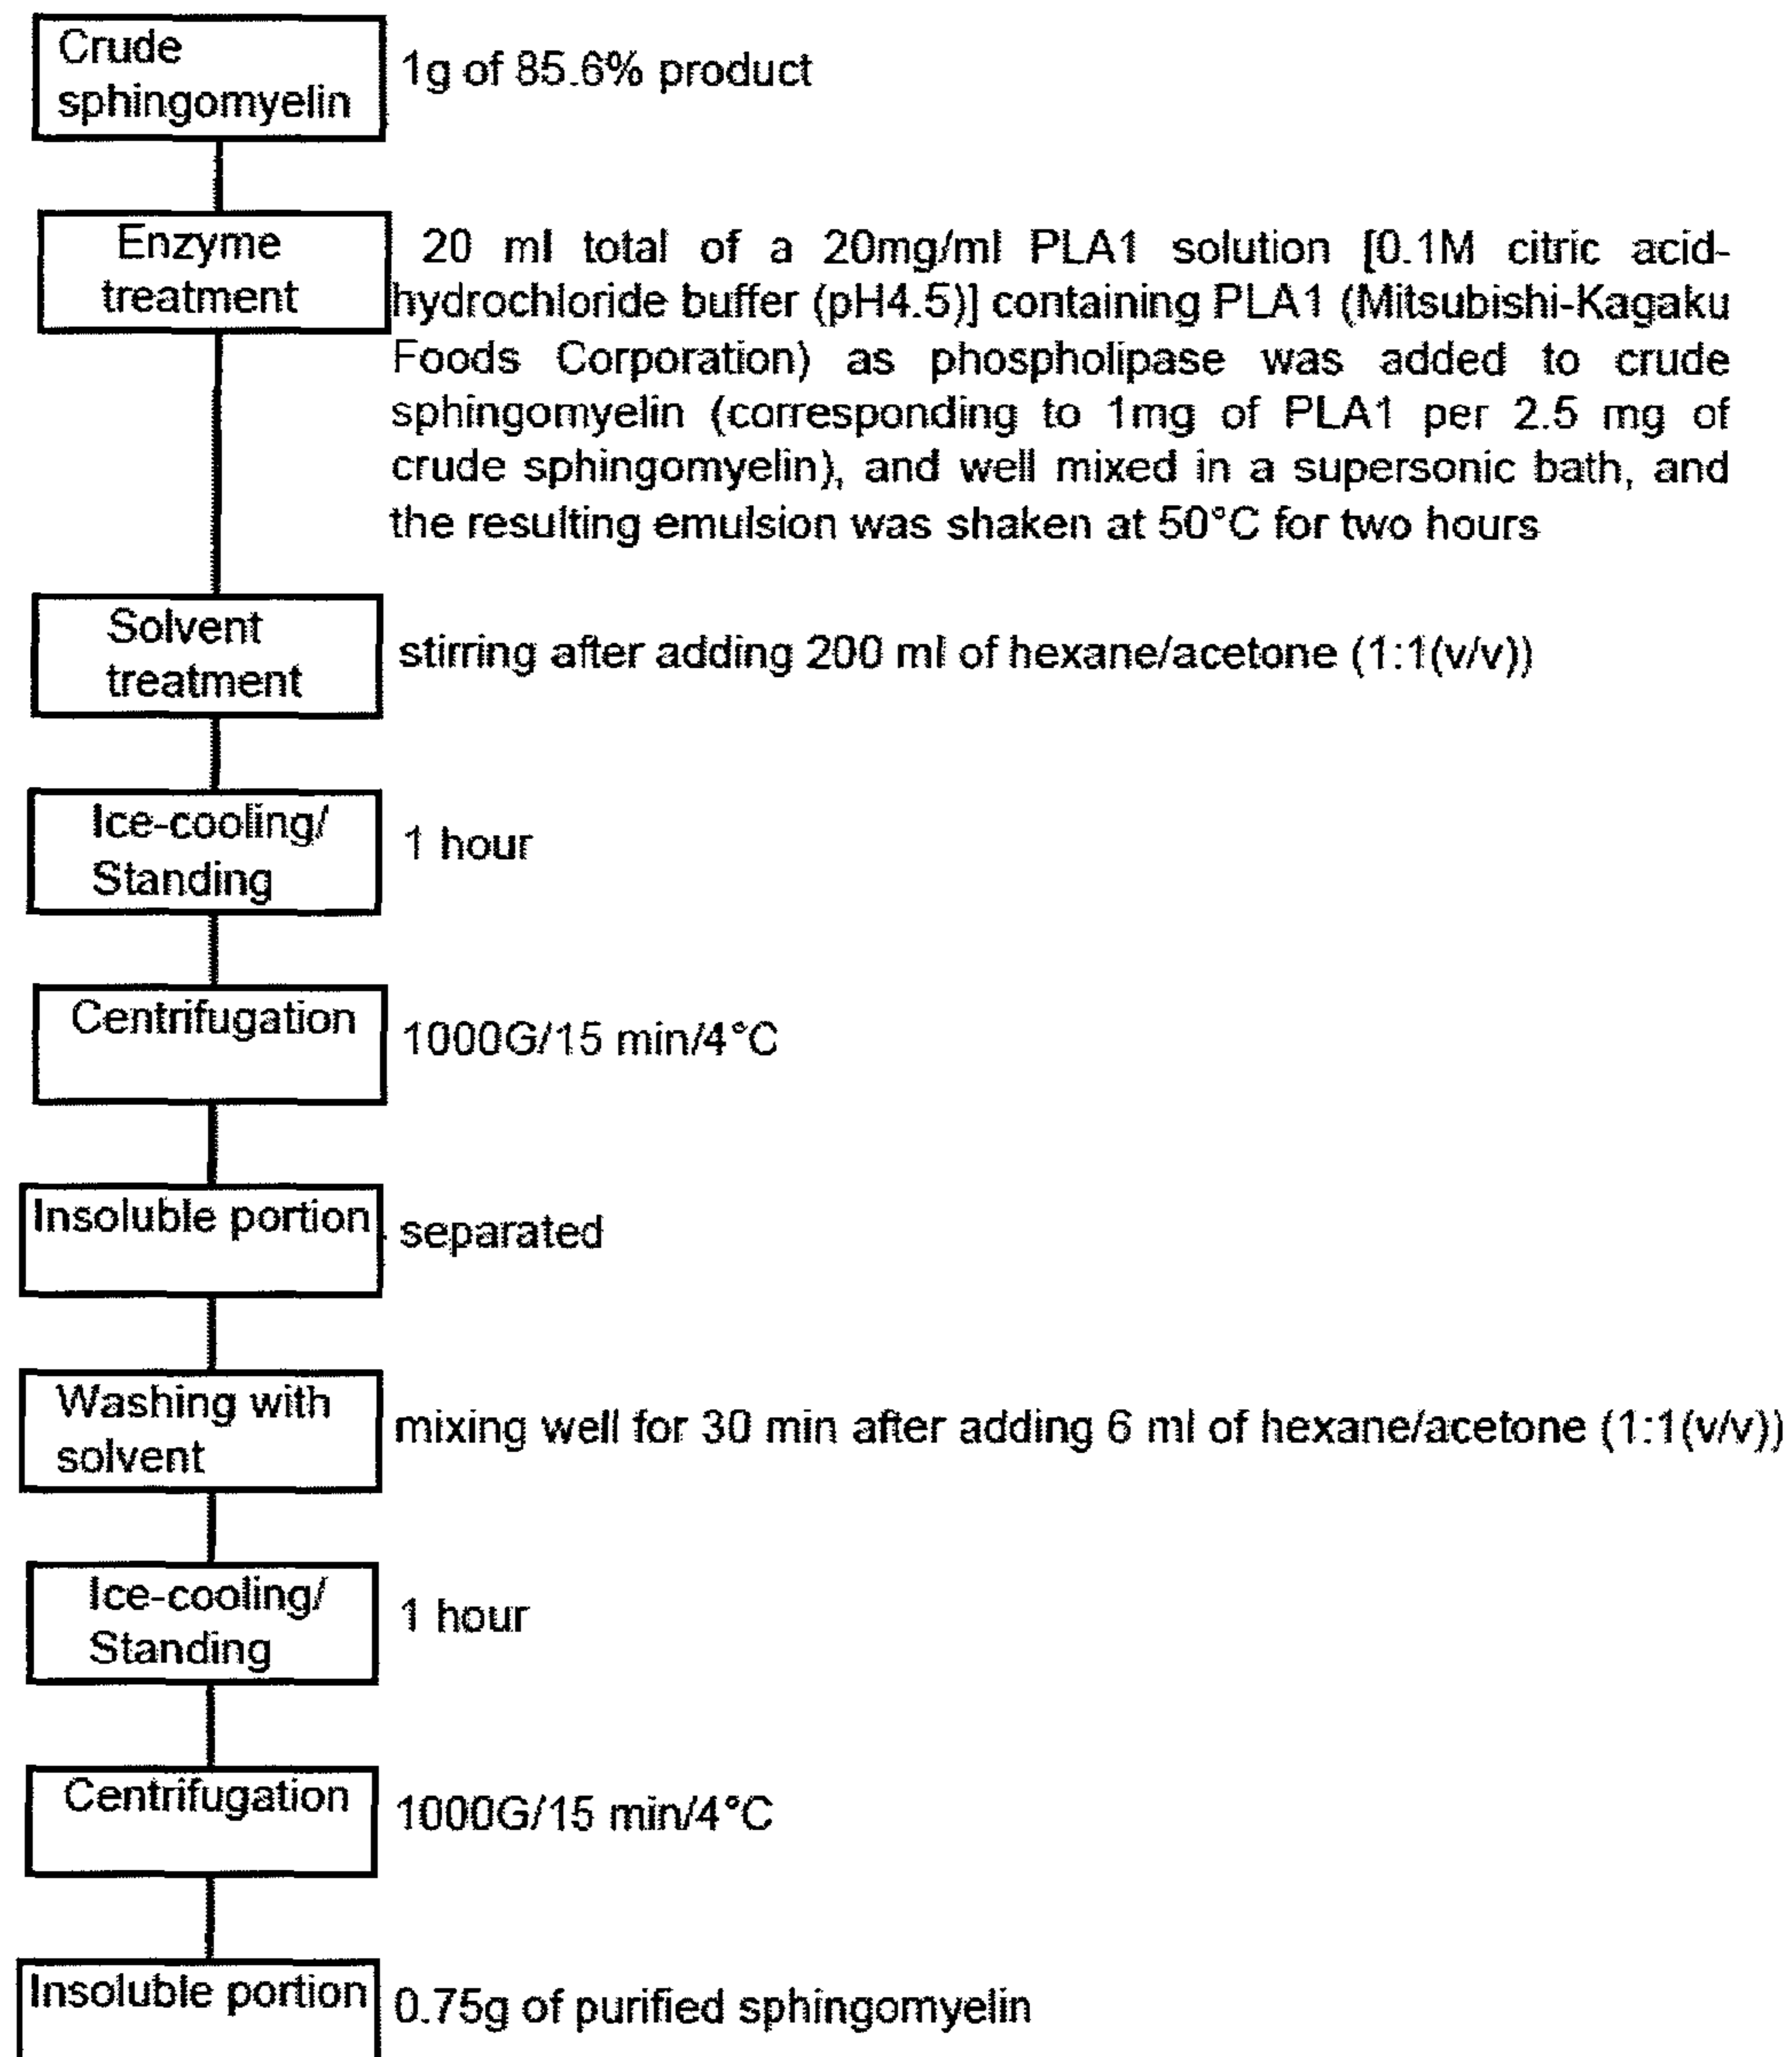 Crude
sphingomyelin
1g of 85.6% product
Enzyme
treatment
20 ml total of a 20mg/ml PLA1 solution [0.1M citric acid-
hydrochloride buffer (pH4.5)] containing PLA1 (Mitsubishi-Kagaku
Foods Corporation) as phospholipase was added to crude
sphingomyelin (corresponding to 1mg of PLA1 per 2.5 mg of
crude sphingomyelin), and well mixed in a supersonic bath, and
the resulting emulsion was shaken at 50°C for two hours
Solvent
treatment
stirring after adding 200 ml of hexane/acetone (1:1(v/v))
Ice-cooling/
Standing
1 hour
Centrifugation
1000G/15 min/4°C
Insoluble portion
separated
Washing with
solvent
mixing well for 30 min after adding 6 ml of hexane/acetone (1:1(v/v))
Ice-cooling/
Standing
1 hour
Centrifugation
1000G/15 min/4°C
Insoluble portion
0.75g of purified sphingomyelin